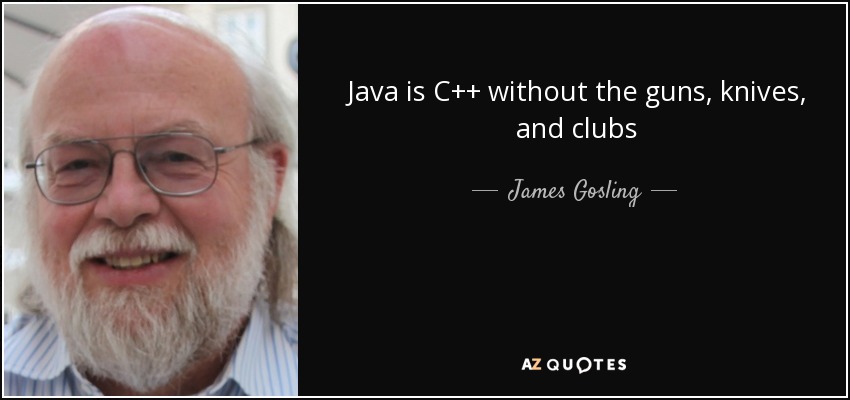 Java is C++ without the guns, knives,
and clubs
James Gosling
AZ QUOTES